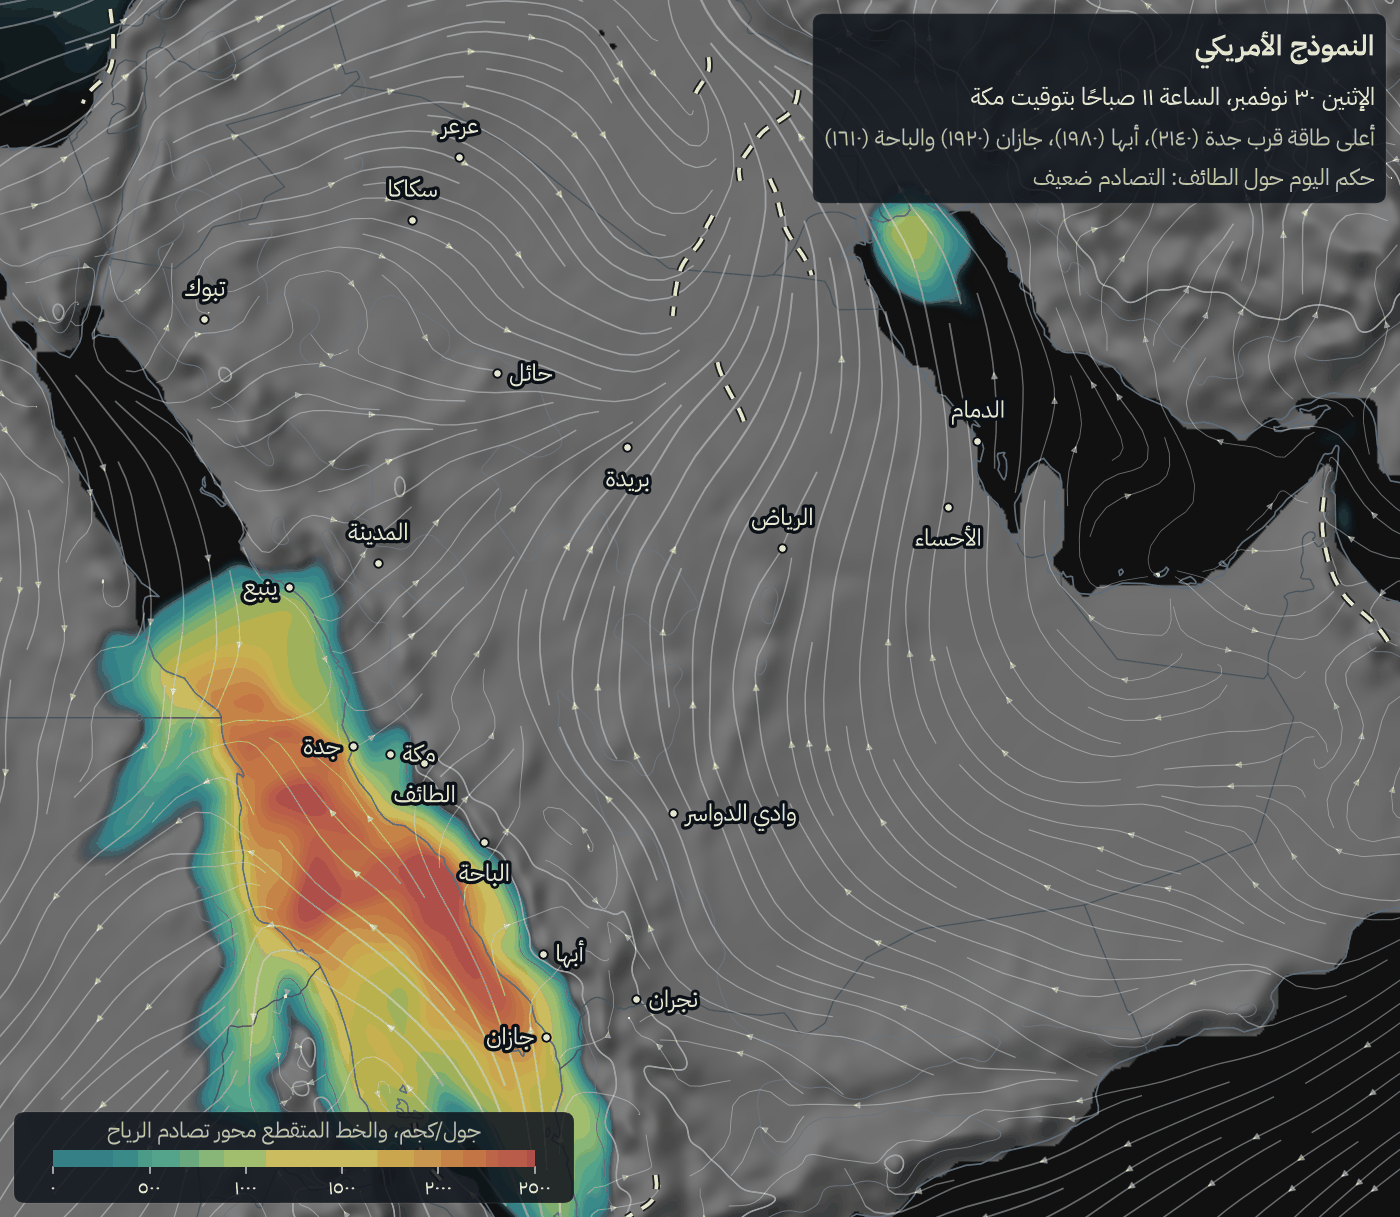 النموذج الأمريكي
الإثنين ٣٠ نوفمبر، الساعة ١١ صباحًا بتوقيت مكة
أعلى طاقة قرب جدة (٢١٤٠)، أبها (١٩٨٠)، جازان (١٩٢٠) والباحة (١٦١٠)
حكم اليوم حول الطائف: التصادم ضعيف
عرعر
سكاكا
تبوك
حائل
الدمام
بريدة
الرياض
الأحساء
المدينة
ينبع
جدة
مكة
الطائف
وادي الدواسر
الباحة
أبها
نجران
جازان
جول/كجم، والخط المتقطع محور تصادم الرياح
٠ ٥٠٠ ١٠٠٠ ١٥٠٠ ٢٠٠٠ ٢٥٠٠